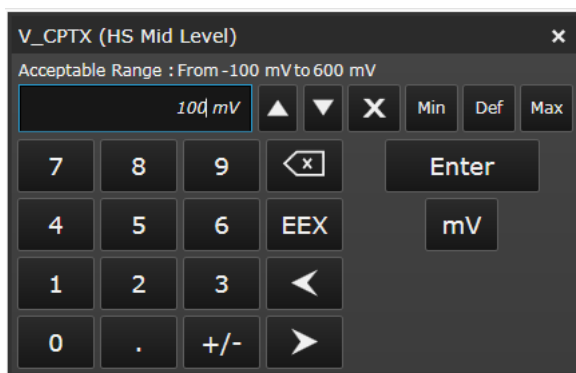 V_CPTX (HS Mid Level) ×
Acceptable Range : From -100 mV to 600 mV
100 mV ▲ ▼ X Min Def Max
7 8 9 Enter
4 5 6 EEX mV
1 2 3
0 . +/-